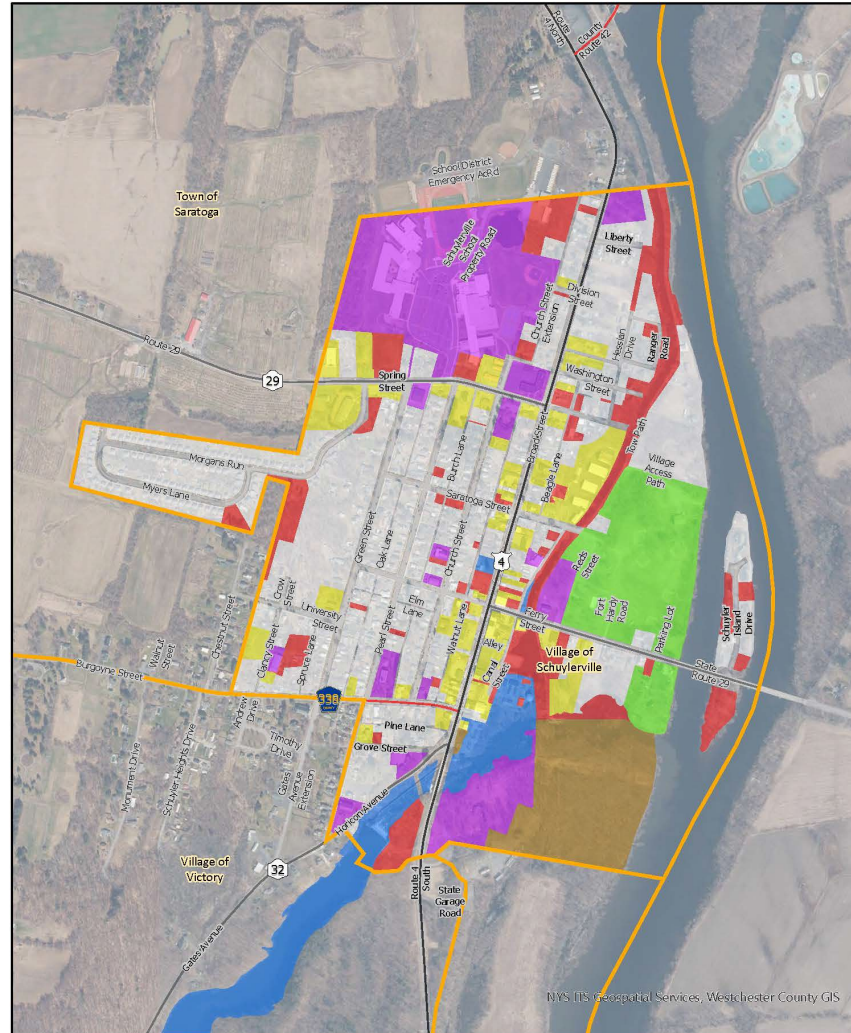 Route
4 North
County
Route 42
School District
Emergency AcRd
Town of
Saratoga
Schuylerville
School
Property Road
Liberty
Street
Division
Street
Church Street
Extension
Hessian
Drive
Ranger
Road
Route 29
29
Spring
Street
Washington
Street
Broad Street
Tow Path
Morgans Run
Burch Lane
Beagle Lane
Village
Access
Path
Myers Lane
Saratoga Street
Green Street
Oak Lane
Church Street
4
Reds Street
Crow
Street
University
Street
Elm
Lane
Pearl Street
Walnut Lane
Ferry
Street
Fort
Hardy
Road
Parking Lot
Schuyler
Island
Drive
Chestnut Street
Walnut
Street
Clancy Street
Spruce Lane
Alley
Canal
Street
Village of
Schuylerville
State
Route 29
Burgoyne Street
338
COUNTY
Andrew
Drive
Pine Lane
Timothy
Drive
Grove Street
Monument Drive
Schuyler Heights Drive
Gates
Avenue
Extension
Horicon Avenue
Village of
Victory
32
Route 4
South
State
Garage
Road
Gates Avenue
NYS ITS Geospatial Services, Westchester County GIS